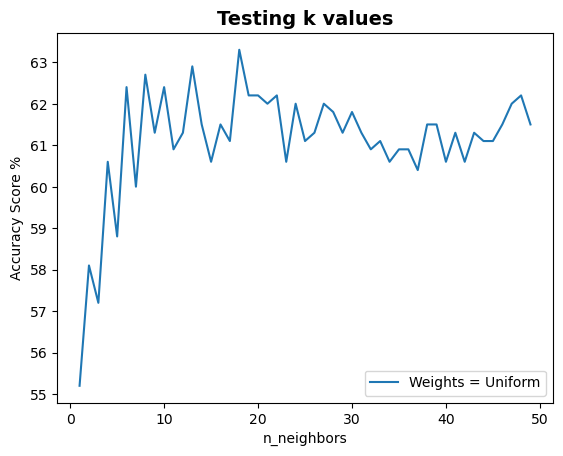 Testing k values
Accuracy Score %
63
62
61
60
59
58
57
56
55
Weights = Uniform
0 10 20 30 40 50
n_neighbors